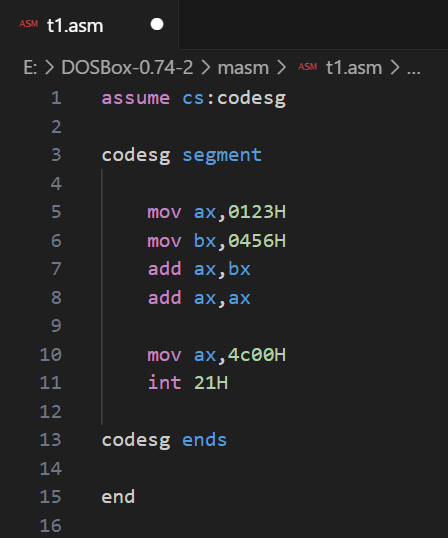 ASM t1.asm
E: > DOSBox-0.74-2 > masm > ASM t1.asm > ...
1 assume cs:codesg
2
3 codesg segment
4
5 mov ax,0123H
6 mov bx,0456H
7 add ax,bx
8 add ax,ax
9
10 mov ax,4c00H
11 int 21H
12
13 codesg ends
14
15 end
16